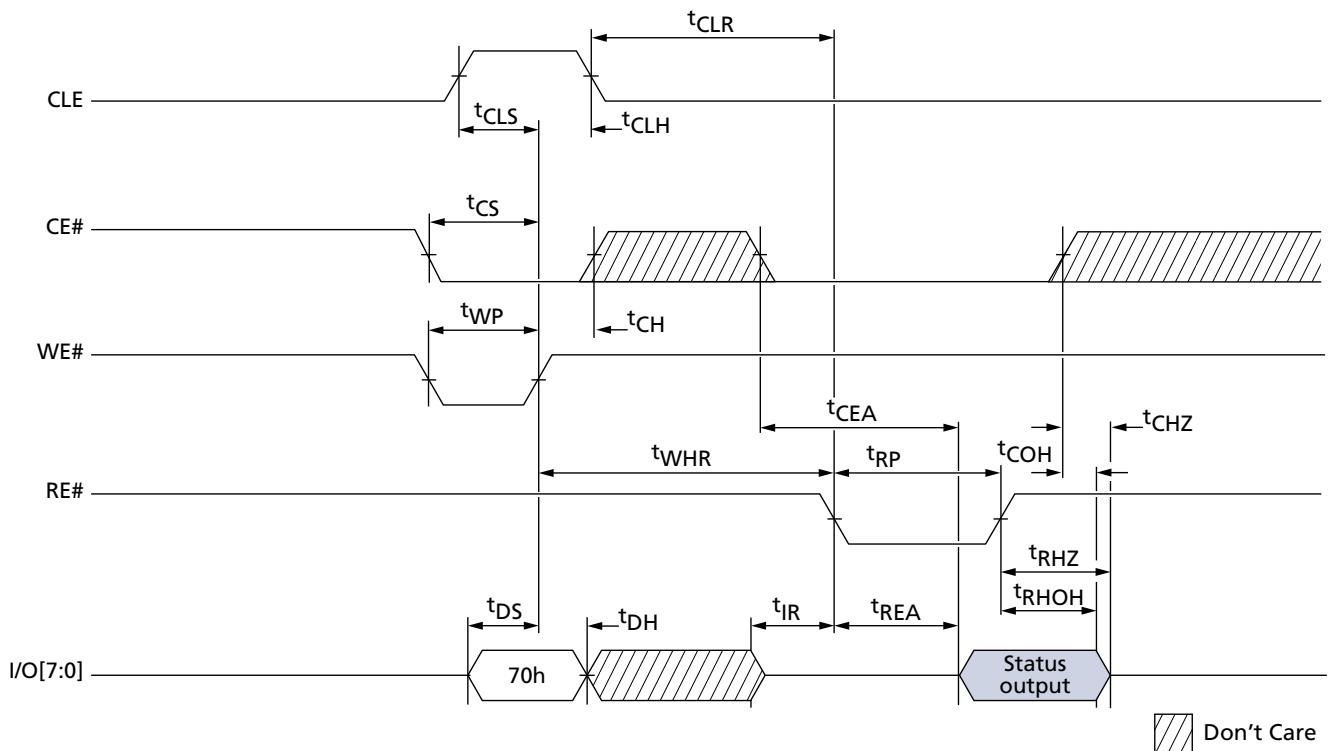 tCLR
CLE
tCLS
tCLH
tCS
CE#
tWP
tCH
WE#
tCEA
tCHZ
tWHR
tRP
tCOH
RE#
tRHZ
tDS
tDH
tIR
tREA
tRHOH
I/O[7:0]
70h
Status
output
Don't Care